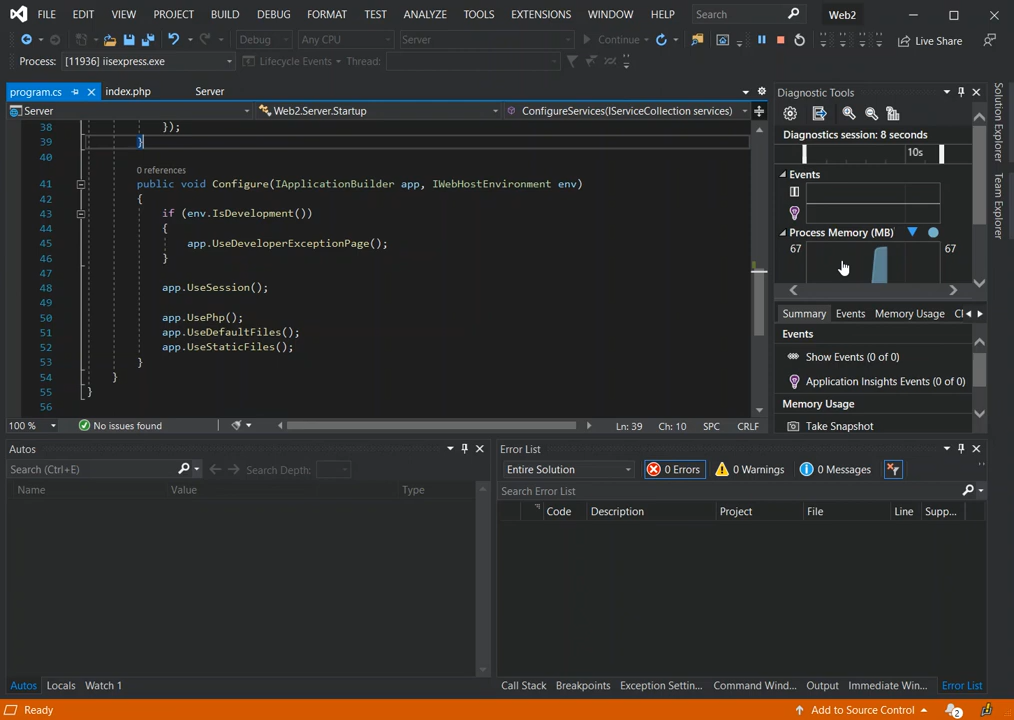 FILE EDIT VIEW PROJECT BUILD DEBUG FORMAT TEST ANALYZE TOOLS EXTENSIONS WINDOW HELP Search Web2
Debug Any CPU Server Continue Live Share
Process: [11936] iisexpress.exe Lifecycle Events Thread:
program.cs index.php Server
Server Web2.Server.Startup ConfigureServices(IServiceCollection services)
38 });
39 }
40
0 references
41 public void Configure(IApplicationBuilder app, IWebHostEnvironment env)
42 {
43 if (env.IsDevelopment())
44 {
45 app.UseDeveloperExceptionPage();
46 }
47
48 app.UseSession();
49
50 app.UsePhp();
51 app.UseDefaultFiles();
52 app.UseStaticFiles();
53 }
54 }
55 }
56
100 % No issues found Ln: 39 Ch: 10 SPC CRLF
Diagnostic Tools
Diagnostics session: 8 seconds
10s
Events
Process Memory (MB)
67 67
Summary Events Memory Usage
Events
Show Events (0 of 0)
Application Insights Events (0 of 0)
Memory Usage
Take Snapshot
Solution Explorer
Team Explorer
Autos
Search (Ctrl+E) Search Depth:
Name Value Type
Autos Locals Watch 1
Error List
Entire Solution 0 Errors 0 Warnings 0 Messages
Search Error List
Code Description Project File Line Supp...
Call Stack Breakpoints Exception Settin... Command Wind... Output Immediate Win... Error List
Ready Add to Source Control 2